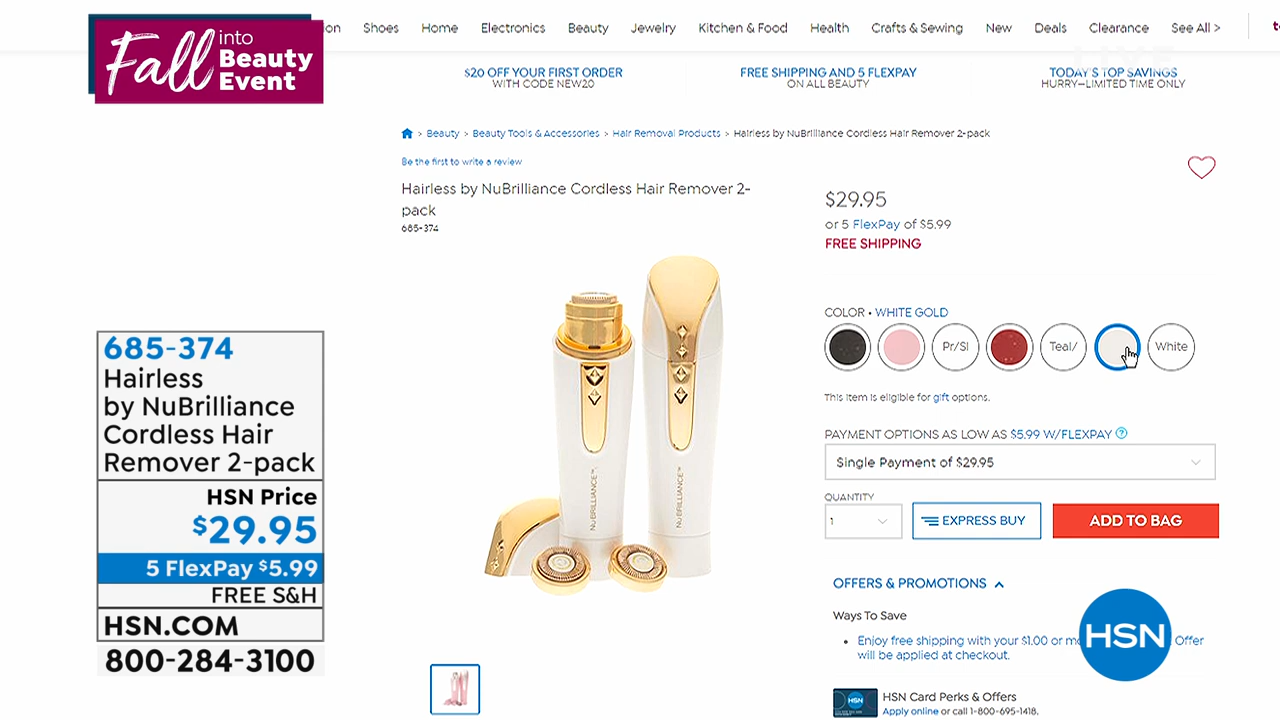 Fall into
Beauty
Event
Shoes
Home
Electronics
Beauty
Jewelry
Kitchen & Food
Health
Crafts & Sewing
New
Deals
Clearance
See All >
$20 OFF YOUR FIRST ORDER
WITH CODE NEW20
FREE SHIPPING AND 5 FLEXPAY
ON ALL BEAUTY
TODAY'S TOP SAVINGS
HURRY—LIMITED TIME ONLY
> Beauty > Beauty Tools & Accessories > Hair Removal Products > Hairless by NuBrilliance Cordless Hair Remover 2-pack
Be the first to write a review
Hairless by NuBrilliance Cordless Hair Remover 2-
pack
685-374
$29.95
or 5 FlexPay of $5.99
FREE SHIPPING
COLOR • WHITE GOLD
Pr/Sl
Teal/
White
This item is eligible for gift options.
PAYMENT OPTIONS AS LOW AS $5.99 W/FLEXPAY ?
Single Payment of $29.95
QUANTITY
1
EXPRESS BUY
ADD TO BAG
OFFERS & PROMOTIONS
Ways To Save
• Enjoy free shipping with your $1.00 or Offer
will be applied at checkout.
HSN
HSN
HSN Card Perks & Offers
Apply online or call 1-800-695-1418.
NUBRILLIANCE™
NUBRILLIANCE™
685-374
Hairless
by NuBrilliance
Cordless Hair
Remover 2-pack
HSN Price
$29.95
5 FlexPay $5.99
FREE S&H
HSN.COM
800-284-3100